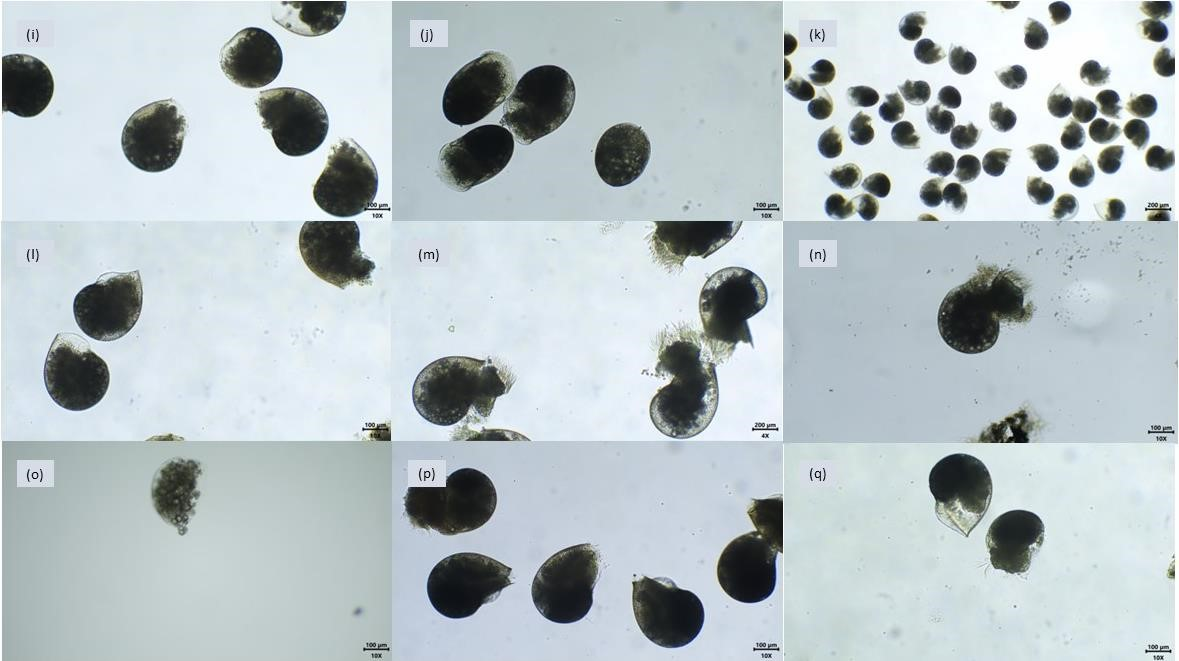 (i)
100 µm
10X
(j)
100 µm
10X
(k)
200 µm
(l)
100 µm
(m)
200 µm
4X
(n)
100 µm
10X
(o)
100 µm
10X
(p)
100 µm
10X
(q)
100 µm
10X